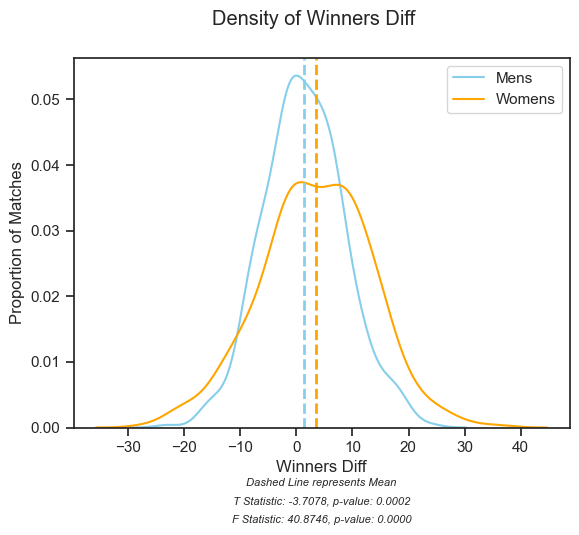 Density of Winners Diff
Mens
Womens
Proportion of Matches
0.05
0.04
0.03
0.02
0.01
0.00
−30 −20 −10 0 10 20 30 40
Winners Diff
Dashed Line represents Mean
T Statistic: -3.7078, p-value: 0.0002
F Statistic: 40.8746, p-value: 0.0000